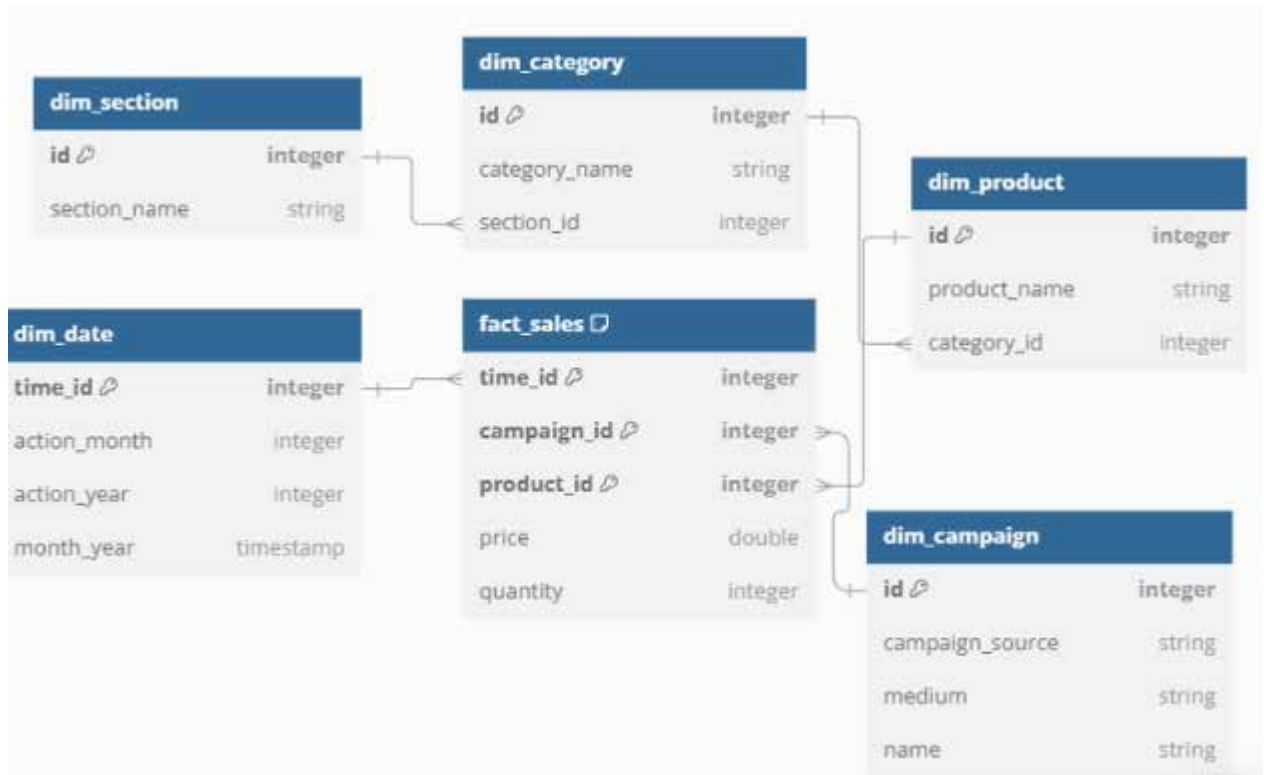 dim_section
id integer
section_name string
dim_category
id integer
category_name string
section_id integer
dim_product
id integer
product_name string
category_id integer
dim_date
time_id integer
action_month integer
action_year integer
month_year timestamp
fact_sales
time_id integer
campaign_id integer
product_id integer
price double
quantity integer
dim_campaign
id integer
campaign_source string
medium string
name string